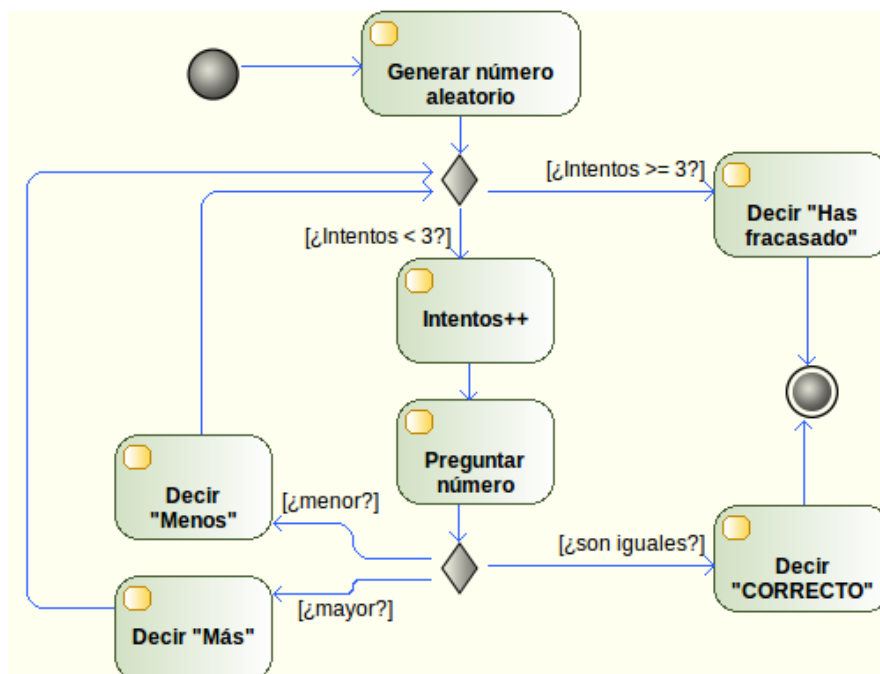 Generar número
aleatorio
[¿Intentos >= 3?]
Decir "Has
fracasado"
[¿Intentos < 3?]
Intentos++
Preguntar
número
Decir
"Menos"
[¿menor?]
[¿son iguales?]
Decir
"CORRECTO"
[¿mayor?]
Decir "Más"